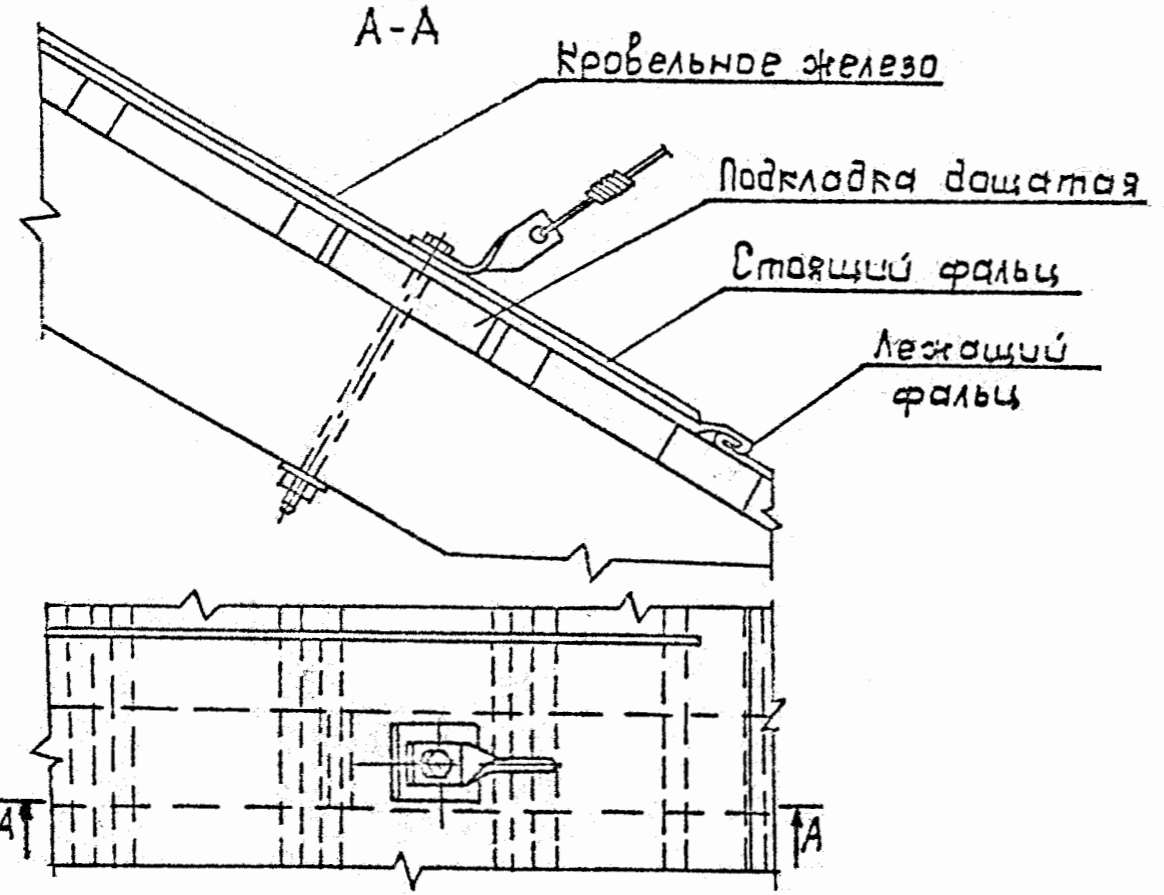 А-А
Кровельное железо
Подкладка дощатая
Стоящий фальц
Лежащий
фальц
А
А